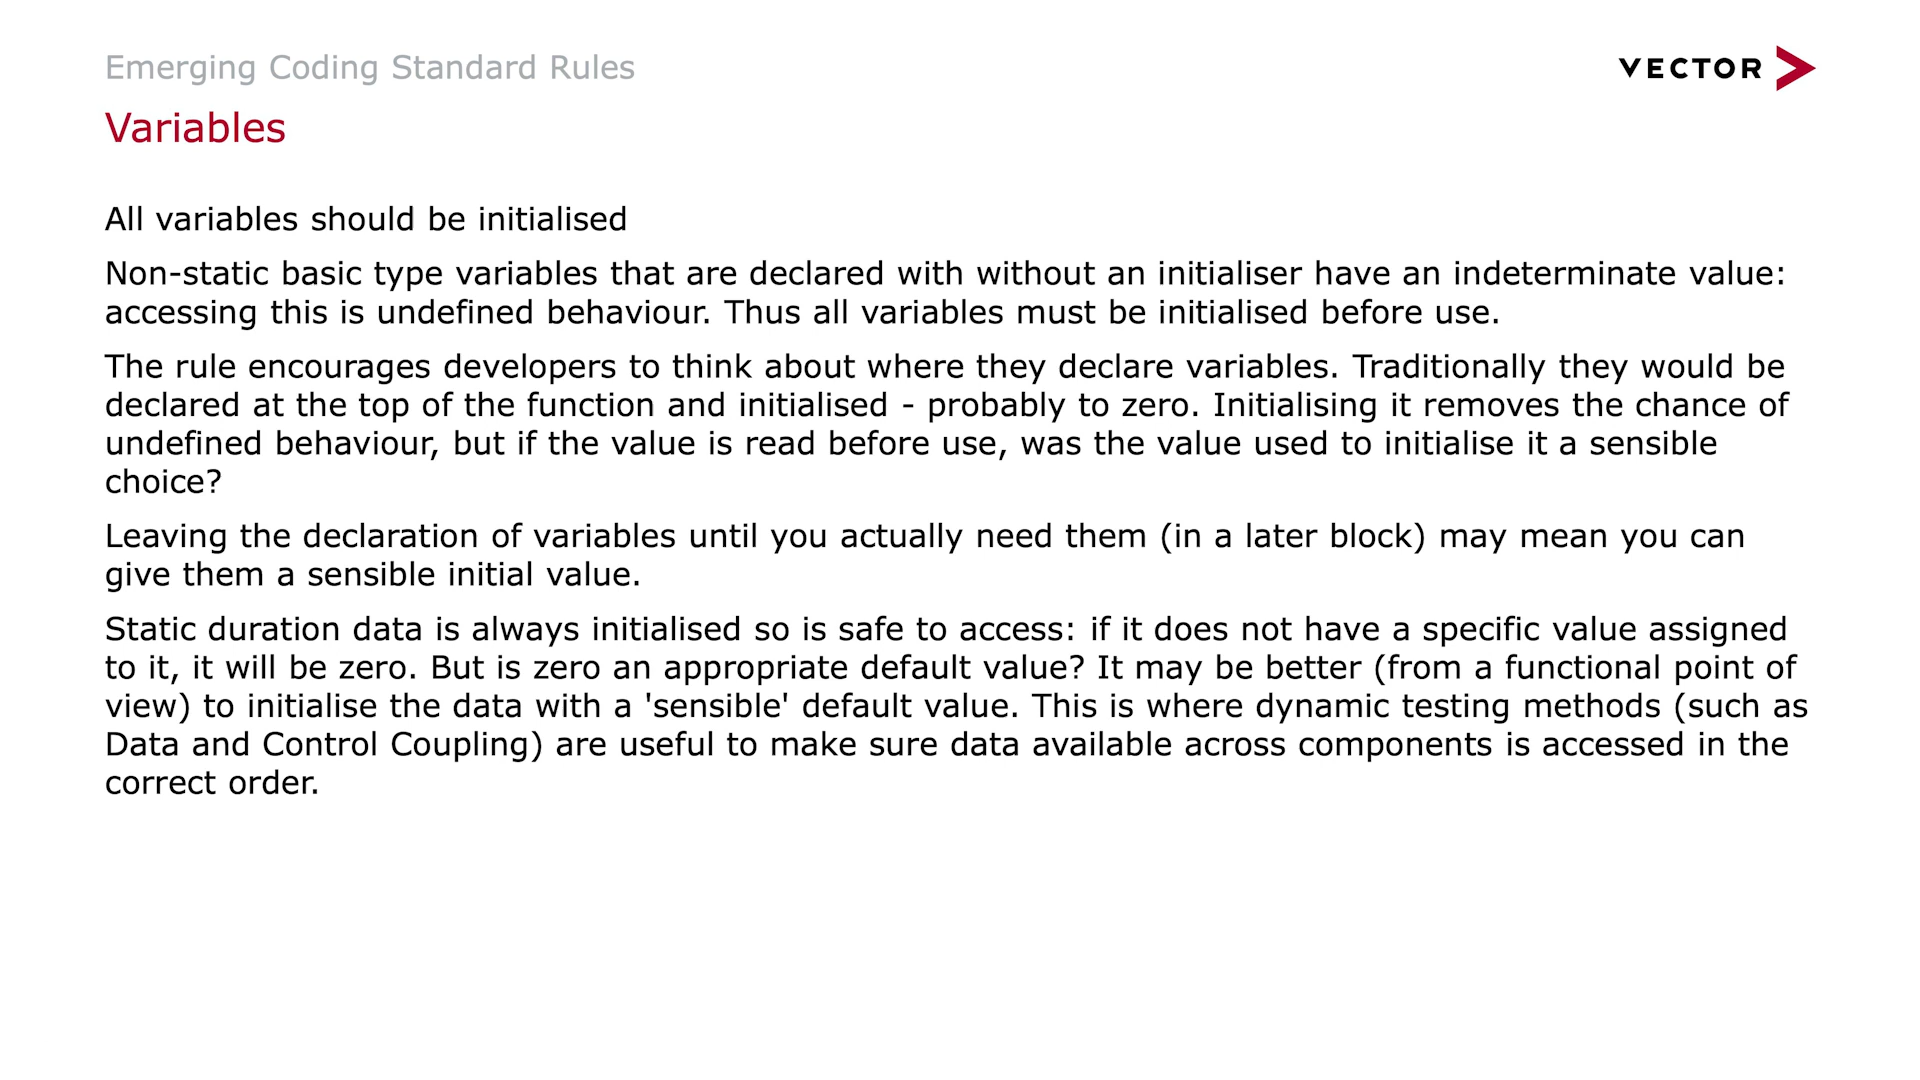 Emerging Coding Standard Rules
VECTOR
Variables
All variables should be initialised
Non-static basic type variables that are declared with without an initialiser have an indeterminate value:
accessing this is undefined behaviour. Thus all variables must be initialised before use.
The rule encourages developers to think about where they declare variables. Traditionally they would be
declared at the top of the function and initialised - probably to zero. Initialising it removes the chance of
undefined behaviour, but if the value is read before use, was the value used to initialise it a sensible
choice?
Leaving the declaration of variables until you actually need them (in a later block) may mean you can
give them a sensible initial value.
Static duration data is always initialised so is safe to access: if it does not have a specific value assigned
to it, it will be zero. But is zero an appropriate default value? It may be better (from a functional point of
view) to initialise the data with a 'sensible' default value. This is where dynamic testing methods (such as
Data and Control Coupling) are useful to make sure data available across components is accessed in the
correct order.